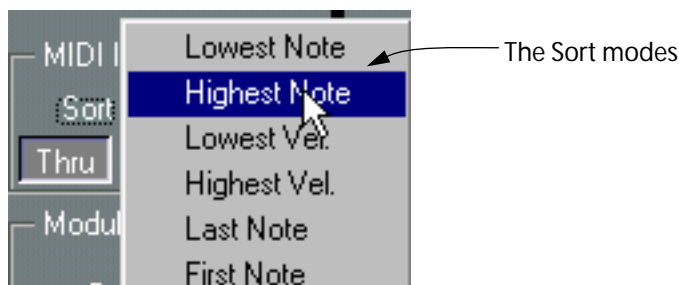 Lowest Note
The Sort modes
MIDI I
Highest Note
Sort
Lowest Vel.
Thru
Highest Vel.
Modul
Last Note
First Note